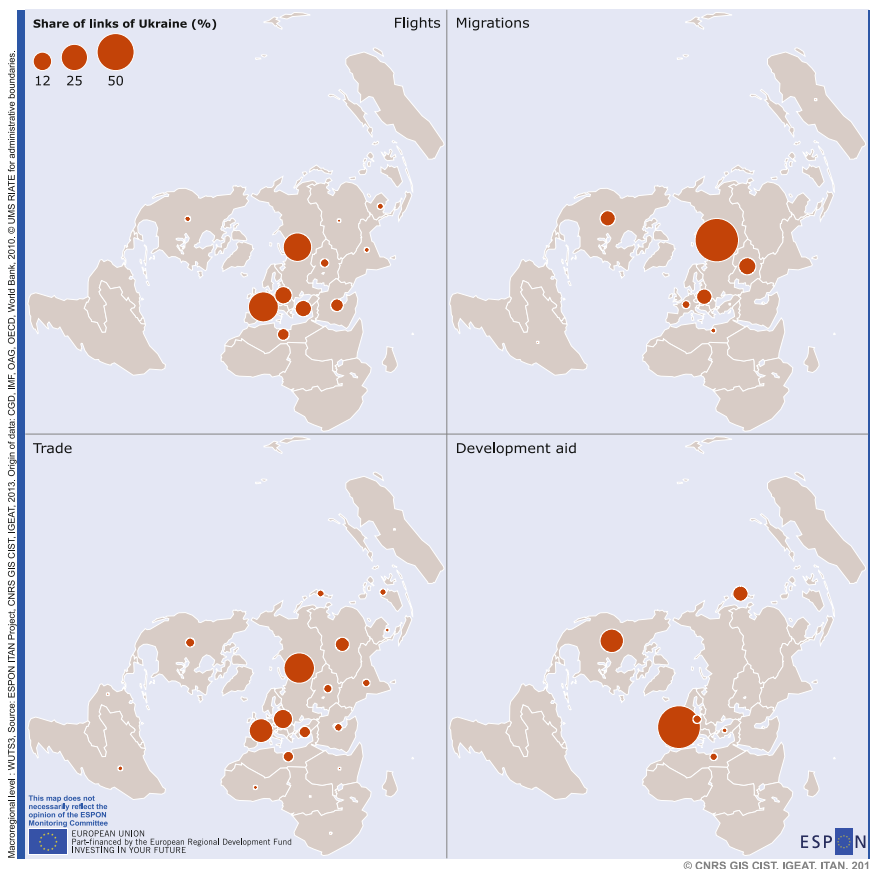 Share of links of Ukraine (%)
12 25 50
Flights
Migrations
Trade
Development aid
Macroregional level : WUTS3, Source: ESPON ITAN Project, CNRS GIS CIST, IGEAT, 2013. Origin of data: CGD, IMF, OAG, OECD, World Bank, 2010. © UMS RIATE for administrative boundaries.
This map does not
necessarily reflect the
opinion of the ESPON
Monitoring Committee
EUROPEAN UNION
Part-financed by the European Regional Development Fund
INVESTING IN YOUR FUTURE
ESPON
© CNRS GIS CIST, IGEAT, ITAN, 201